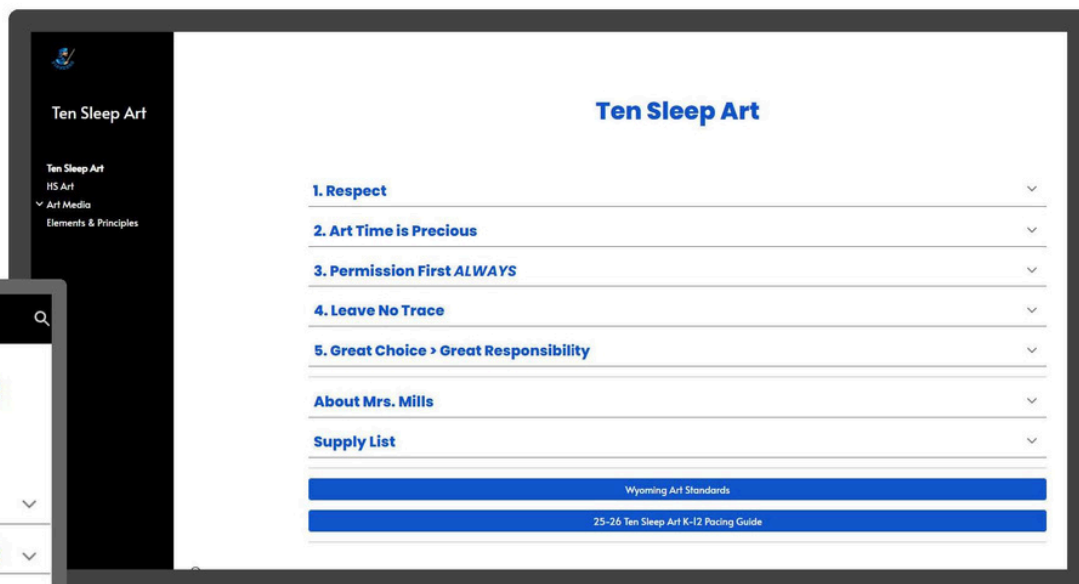 Ten Sleep Art
Ten Sleep Art
HS Art
Art Media
Elements & Principles
Ten Sleep Art
1. Respect
2. Art Time is Precious
3. Permission First ALWAYS
4. Leave No Trace
5. Great Choice > Great Responsibility
About Mrs. Mills
Supply List
Wyoming Art Standards
25-26 Ten Sleep Art K-12 Pacing Guide